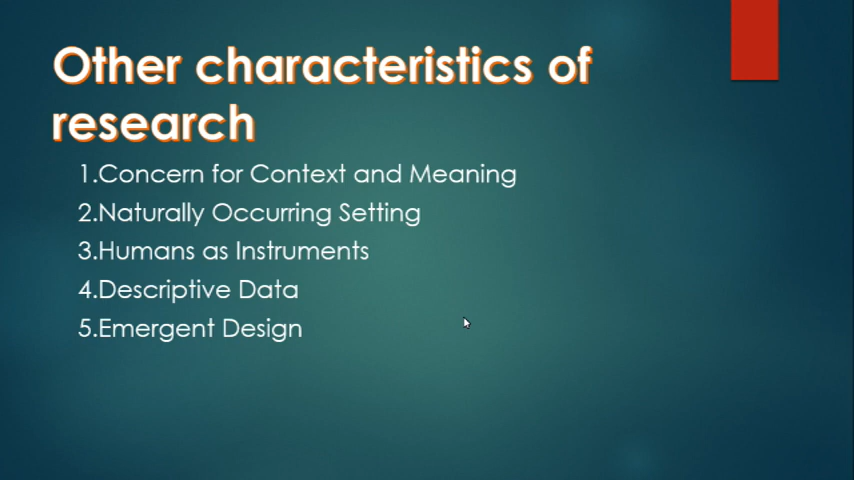 Other characteristics of
research
1.Concern for Context and Meaning
2.Naturally Occurring Setting
3.Humans as Instruments
4.Descriptive Data
5.Emergent Design